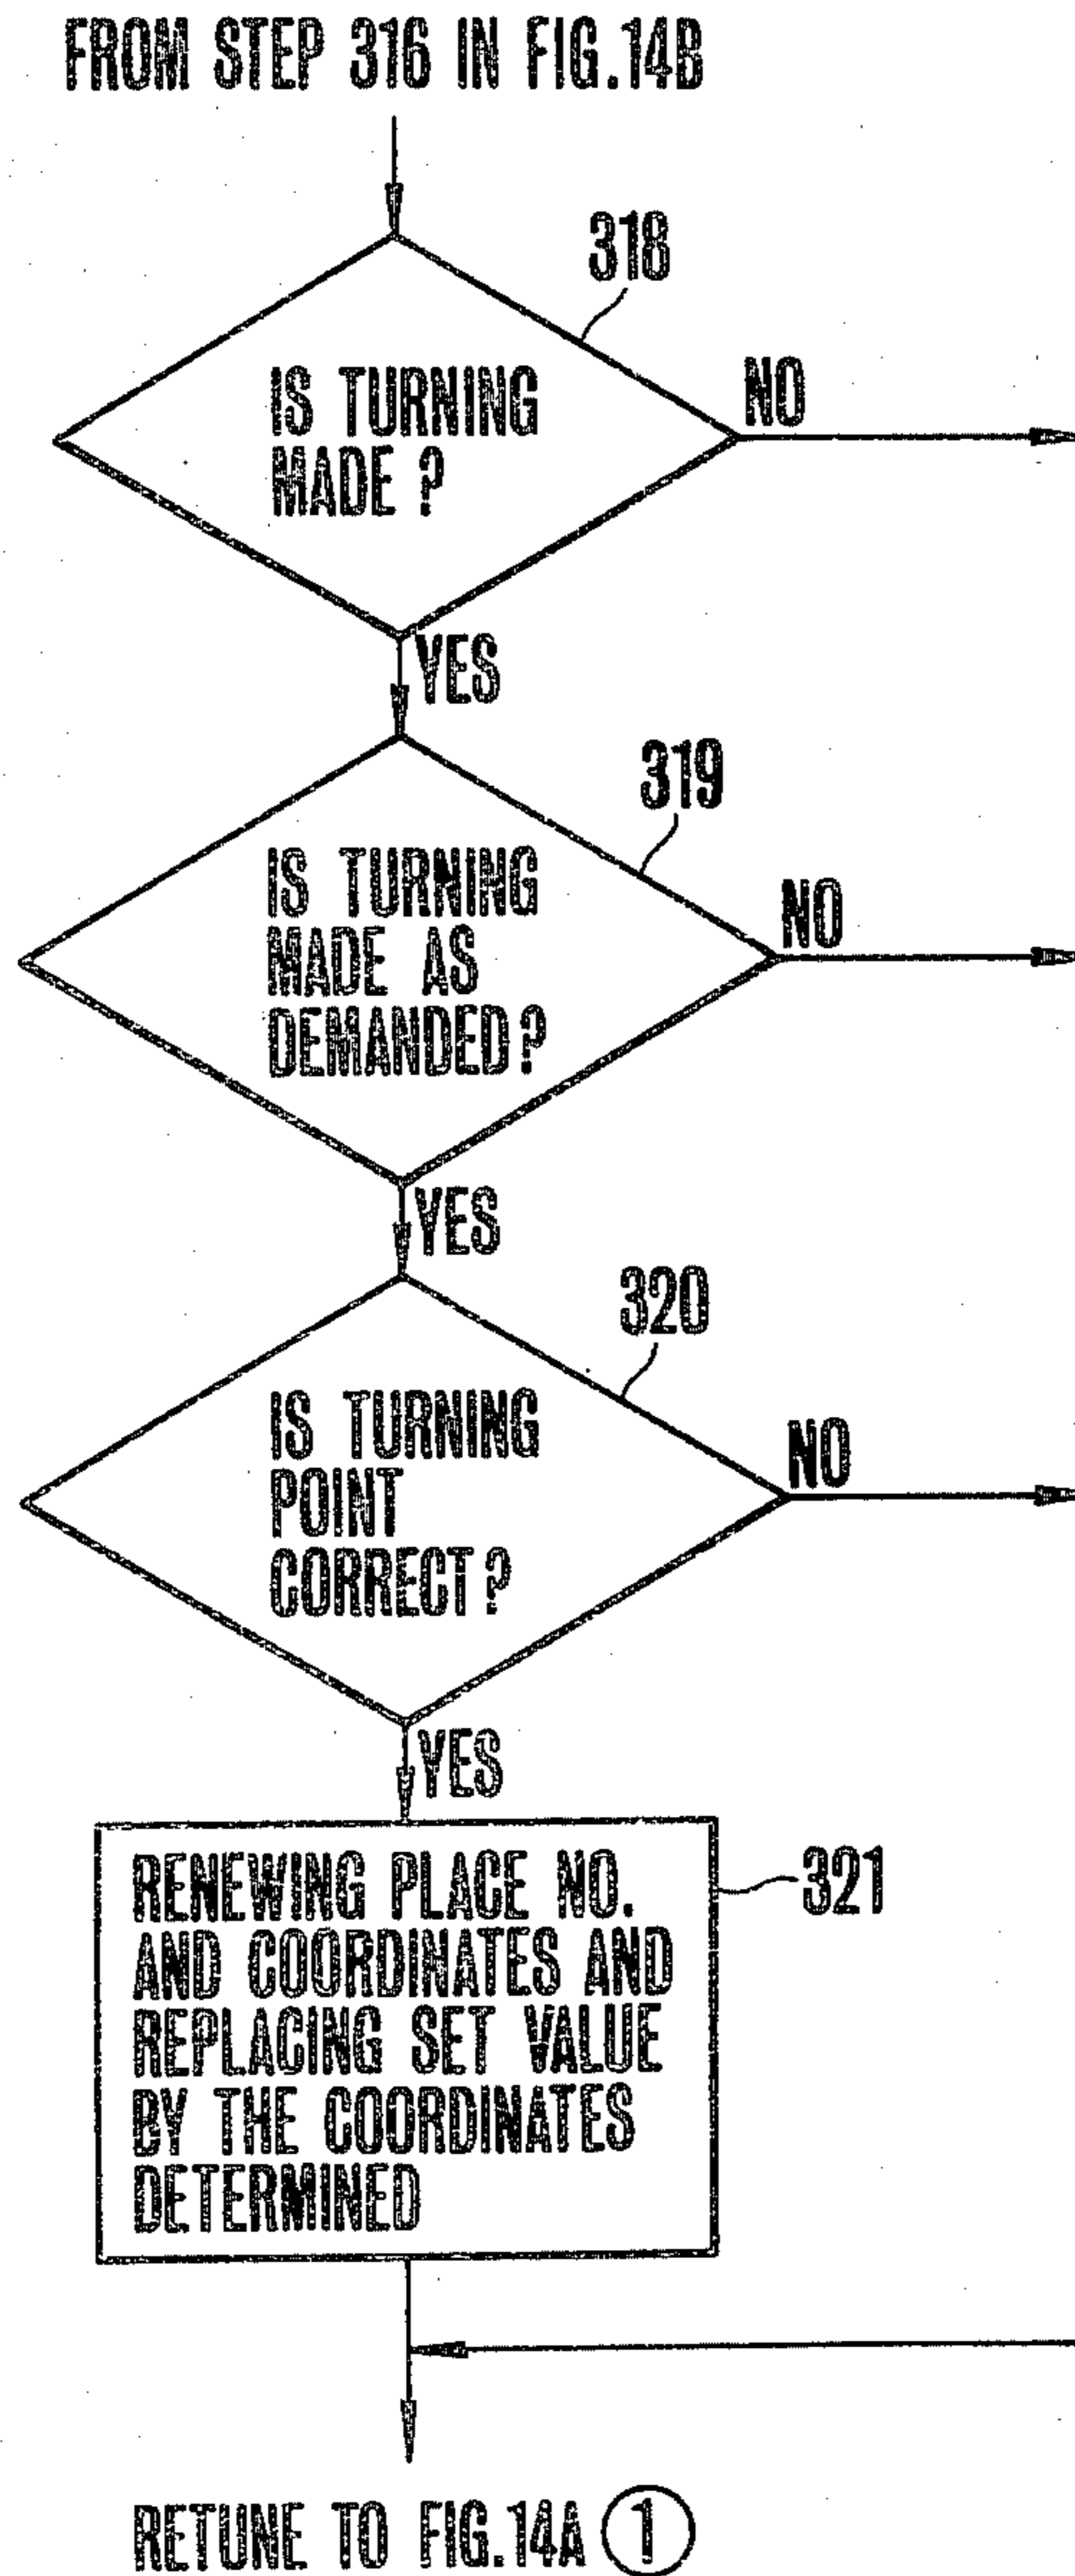 FROM STEP 316 IN FIG.14B
318
IS TURNING
MADE ?
NO
YES
319
IS TURNING
MADE AS
DEMANDED?
NO
YES
320
IS TURNING
POINT
CORRECT?
NO
YES
321
RENEWING PLACE NO.
AND COORDINATES AND
REPLACING SET VALUE
BY THE COORDINATES
DETERMINED
RETUNE TO FIG.14A 1